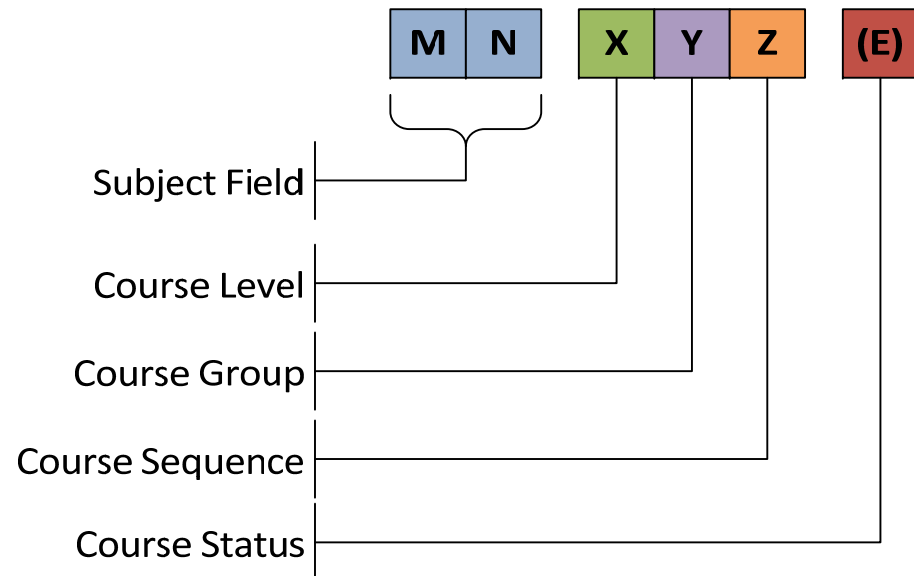 M N X Y Z (E)
Subject Field
Course Level
Course Group
Course Sequence
Course Status